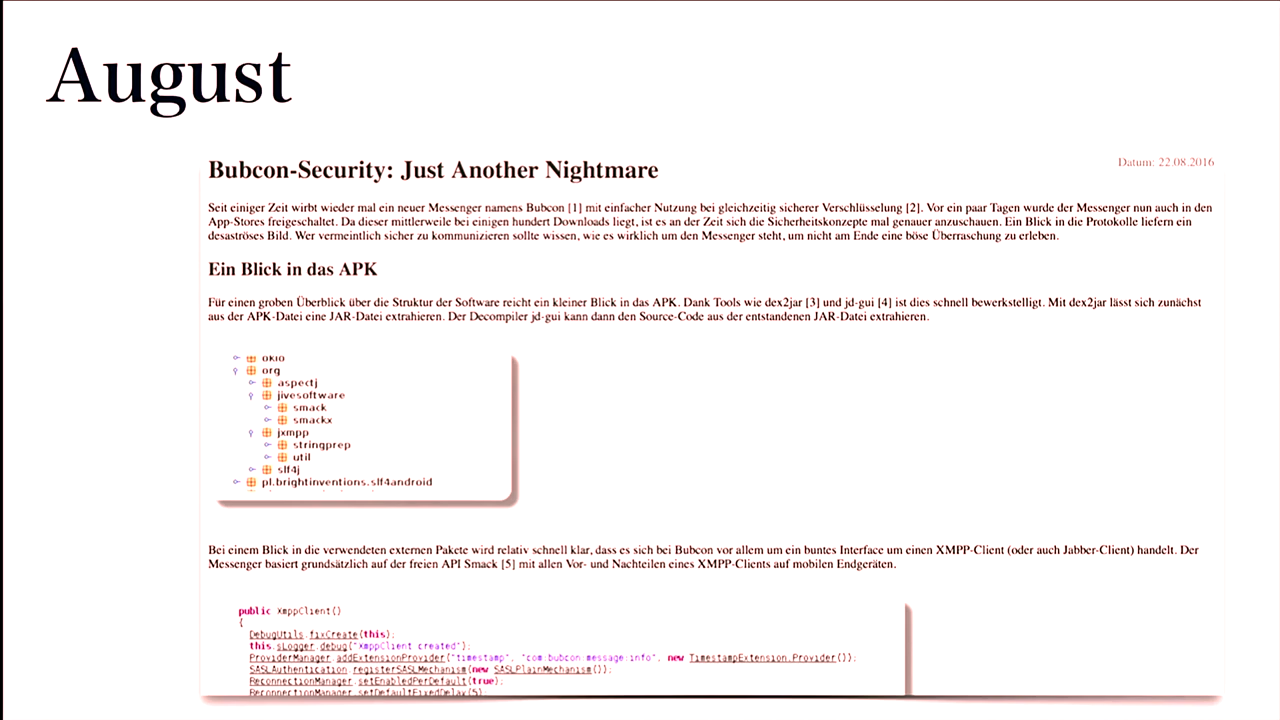 August
Bubcon-Security: Just Another Nightmare
Datum: 22.08.2016
Seit einiger Zeit wirbt wieder mal ein neuer Messenger namens Bubcon [1] mit einfacher Nutzung bei gleichzeitig sicherer Verschlüsselung [2]. Vor ein paar Tagen wurde der Messenger nun auch in den
App-Stores freigeschaltet. Da dieser mittlerweile bei einigen hundert Downloads liegt, ist es an der Zeit sich die Sicherheitskonzepte mal genauer anzuschauen. Ein Blick in die Protokolle liefern ein
desaströses Bild. Wer vermeintlich sicher zu kommunizieren sollte wissen, wie es wirklich um den Messenger steht, um nicht am Ende eine böse Überraschung zu erleben.
Ein Blick in das APK
Für einen groben Überblick über die Struktur der Software reicht ein kleiner Blick in das APK. Dank Tools wie dex2jar [3] und jd-gui [4] ist dies schnell bewerkstelligt. Mit dex2jar lässt sich zunächst
aus der APK-Datei eine JAR-Datei extrahieren. Der Decompiler jd-gui kann dann den Source-Code aus der entstandenen JAR-Datei extrahieren.
okio
org
aspectj
jivesoftware
smack
smackx
jxmpp
stringprep
util
slf4j
pl.brightinventions.slf4android
Bei einem Blick in die verwendeten externen Pakete wird relativ schnell klar, dass es sich bei Bubcon vor allem um ein buntes Interface um einen XMPP-Client (oder auch Jabber-Client) handelt. Der
Messenger basiert grundsätzlich auf der freien API Smack [5] mit allen Vor- und Nachteilen eines XMPP-Clients auf mobilen Endgeräten.
public XmppClient()
{
DebugUtils.fixCreate(this);
this.sLogger.debug("XmppClient created");
ProviderManager.addExtensionProvider("timestamp", "com:bubcon:message:info", new TimestampExtension.Provider());
SASLAuthentication.registerSASLMechanism(new SASLPlainMechanism());
ReconnectionManager.setEnabledPerDefault(true);
ReconnectionManager.setDefaultFixedDelay(5)